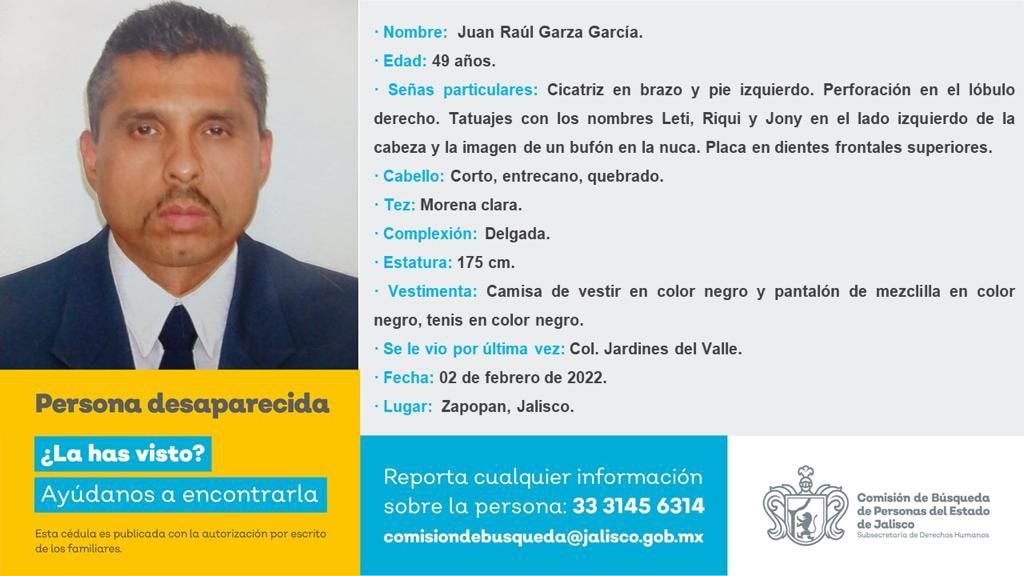 · Nombre: Juan Raúl Garza García.
· Edad: 49 años.
· Señas particulares: Cicatriz en brazo y pie izquierdo. Perforación en el lóbulo
derecho. Tatuajes con los nombres Leti, Riqui y Jony en el lado izquierdo de la
cabeza y la imagen de un bufón en la nuca. Placa en dientes frontales superiores.
· Cabello: Corto, entrecano, quebrado.
· Tez: Morena clara.
· Complexión: Delgada.
· Estatura: 175 cm.
· Vestimenta: Camisa de vestir en color negro y pantalón de mezclilla en color
negro, tenis en color negro.
· Se le vio por última vez: Col. Jardines del Valle.
· Fecha: 02 de febrero de 2022.
· Lugar: Zapopan, Jalisco.
Persona desaparecida
¿La has visto?
Ayúdanos a encontrarla
Esta cédula es publicada con la autorización por escrito
de los familiares.
Reporta cualquier información
sobre la persona: 33 3145 6314
comisiondebusqueda@jalisco.gob.mx
Comisión de Búsqueda
de Personas del Estado
de Jalisco
Subsecretaría de Derechos Humanos